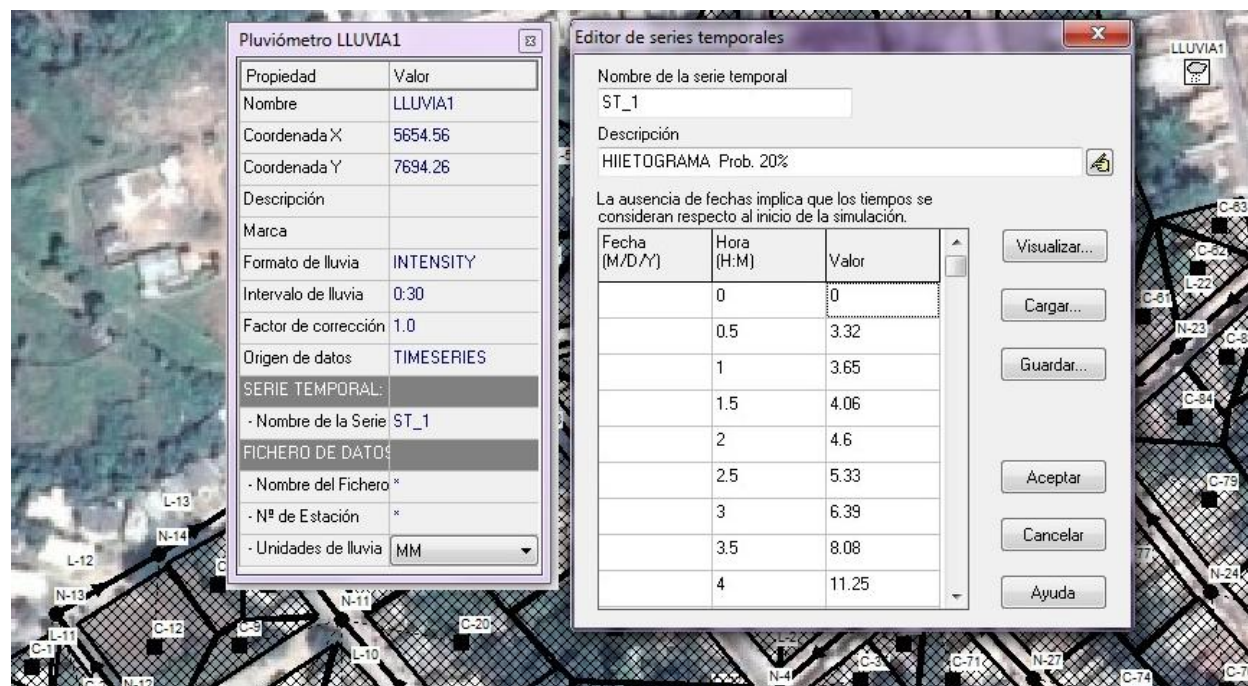 Pluviómetro LLUVIA1
Propiedad Valor
Nombre LLUVIA1
Coordenada X 5654.56
Coordenada Y 7694.26
Descripción
Marca
Formato de lluvia INTENSITY
Intervalo de lluvia 0:30
Factor de corrección 1.0
Origen de datos TIMESERIES
SERIE TEMPORAL:
· Nombre de la Serie ST_1
FICHERO DE DATOS
· Nombre del Fichero *
· Nº de Estación *
· Unidades de lluvia MM
Editor de series temporales
Nombre de la serie temporal
ST_1
Descripción
HIIETOGRAMA Prob. 20%
La ausencia de fechas implica que los tiempos se
consideran respecto al inicio de la simulación.
Fecha (M/D/Y) Hora (H:M) Valor
0 0
0.5 3.32
1 3.65
1.5 4.06
2 4.6
2.5 5.33
3 6.39
3.5 8.08
4 11.25
Visualizar...
Cargar...
Guardar...
Aceptar
Cancelar
Ayuda
LLUVIA1
C-63
C-62
L-22
C-61
N-23
C-84
C-79
N-24
L-13
N-14
L-12
N-13
L-11
C-1
C-12
C-9
N-11
L-10
C-20
N-12
L-2
N-4
C-71
N-27
C-74